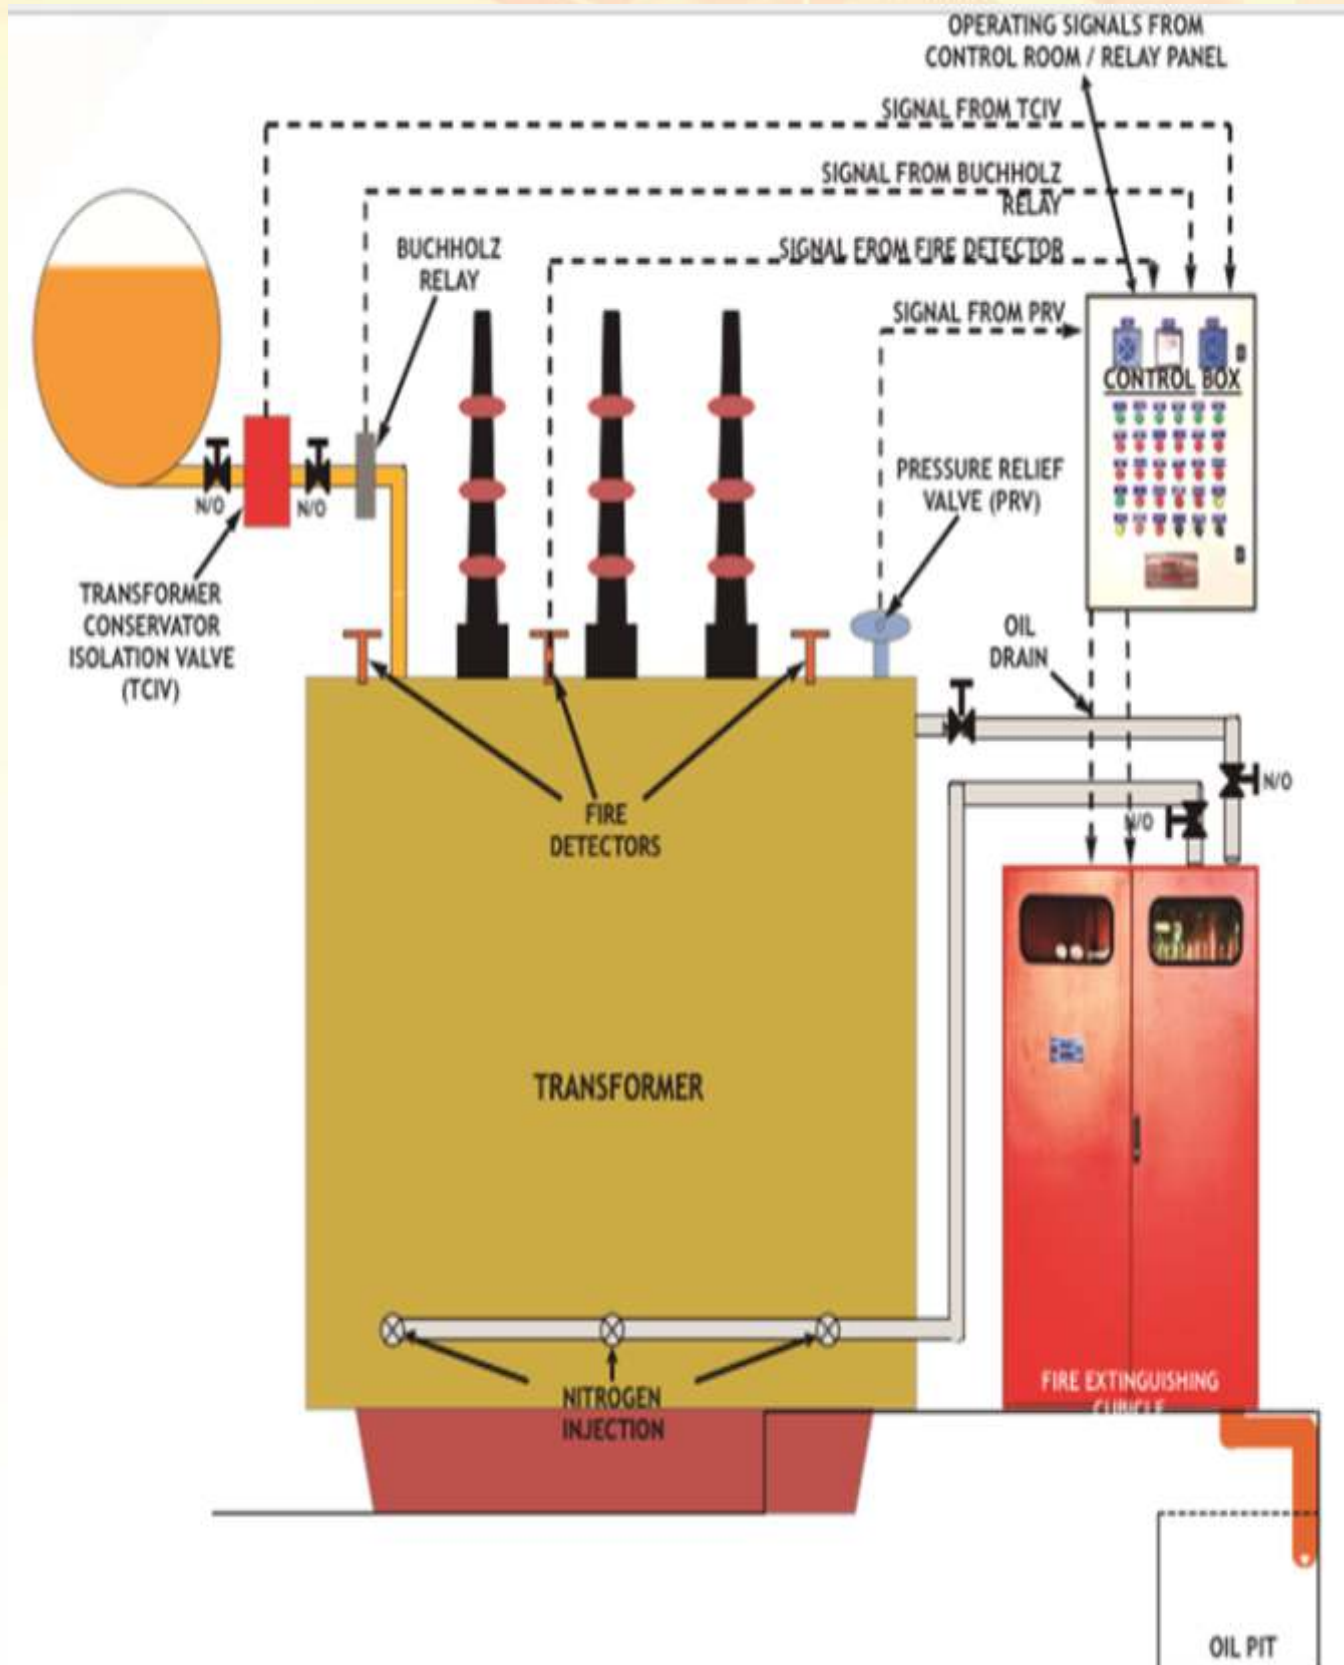 OPERATING SIGNALS FROM
CONTROL ROOM / RELAY PANEL
SIGNAL FROM TCIV
SIGNAL FROM BUCHHOLZ
RELAY
BUCHHOLZ
RELAY
SIGNAL FROM FIRE DETECTOR
SIGNAL FROM PRV
CONTROL BOX
PRESSURE RELIEF
VALVE (PRV)
N/O
N/O
TRANSFORMER
CONSERVATOR
ISOLATION VALVE
(TCIV)
OIL
DRAIN
N/O
N/O
FIRE
DETECTORS
TRANSFORMER
NITROGEN
INJECTION
FIRE EXTINGUISHING
CUBICLE
OIL PIT